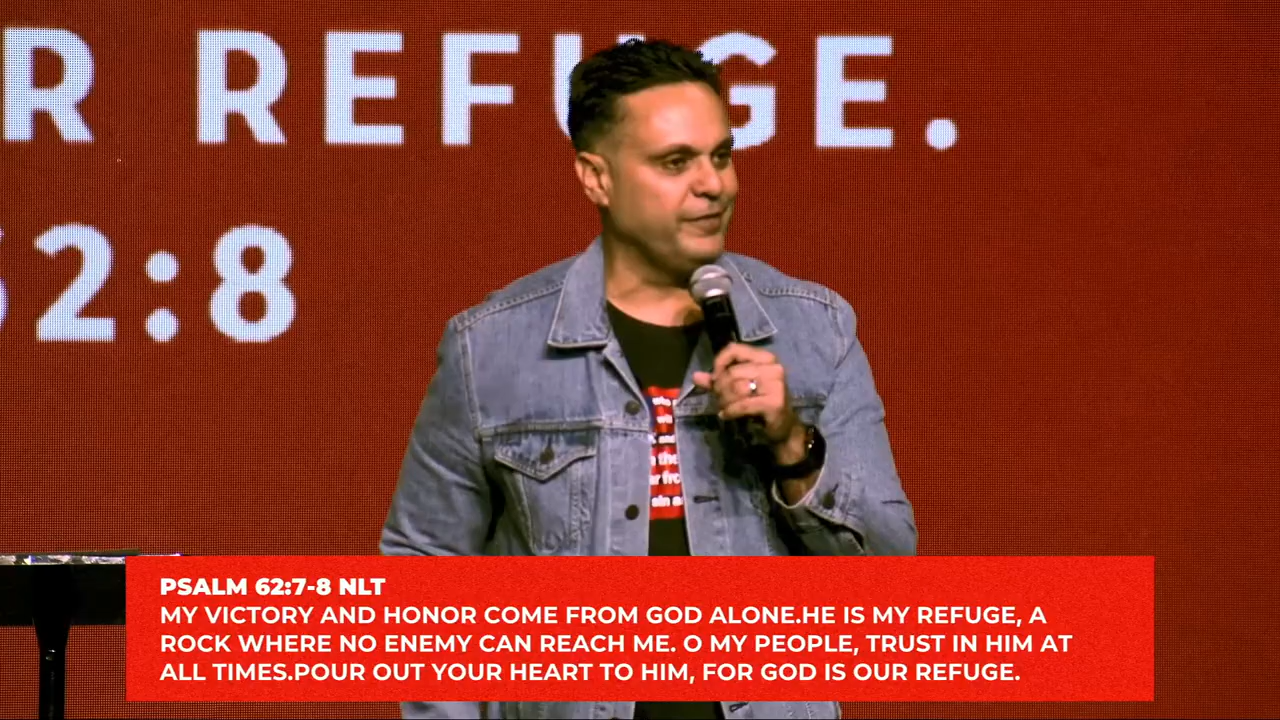 R REFUGE.
62:8
PSALM 62:7-8 NLT
MY VICTORY AND HONOR COME FROM GOD ALONE.HE IS MY REFUGE, A
ROCK WHERE NO ENEMY CAN REACH ME. O MY PEOPLE, TRUST IN HIM AT
ALL TIMES.POUR OUT YOUR HEART TO HIM, FOR GOD IS OUR REFUGE.